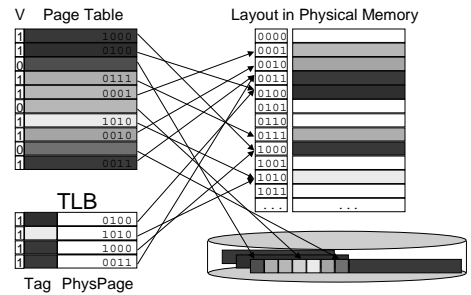 V Page Table Layout in Physical Memory
1 1000 0000
1 0100 0001
0 0010
1 0111 0011
1 0001 0100
0 0101
1 1010 0110
1 0010 0111
0 1000
1 0011 1001
1010
1011
... ...
TLB
1 0100
1 1010
1 1000
1 0011
Tag PhysPage